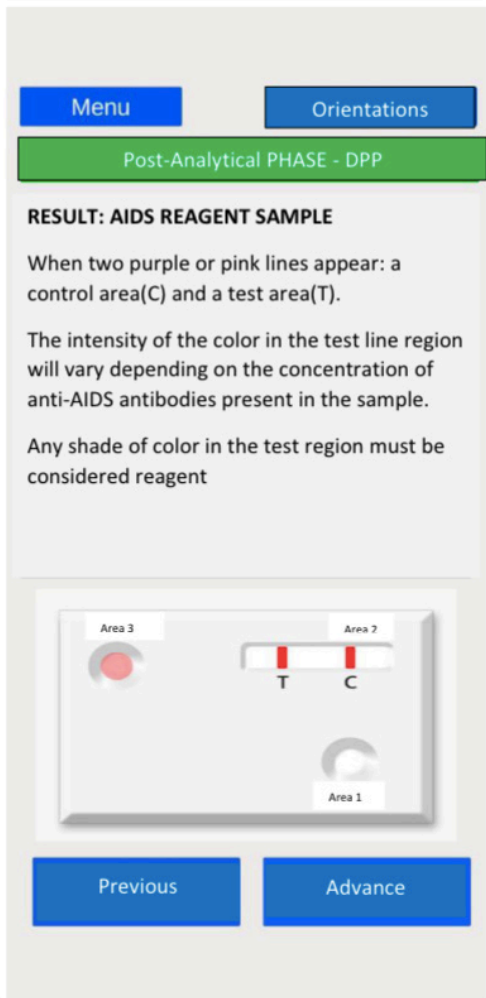 Menu
Orientations
Post-Analytical PHASE - DPP
RESULT: AIDS REAGENT SAMPLE
When two purple or pink lines appear: a
control area(C) and a test area(T).
The intensity of the color in the test line region
will vary depending on the concentration of
anti-AIDS antibodies present in the sample.
Any shade of color in the test region must be
considered reagent
Area 3
Area 2
T C
Area 1
Previous
Advance